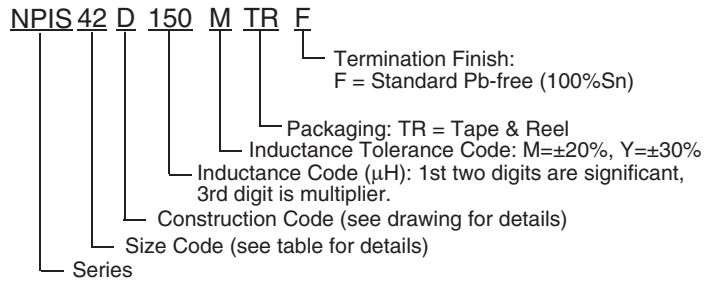 NPIS 42 D 150 M TR F
Termination Finish:
F = Standard Pb-free (100%Sn)
Packaging: TR = Tape & Reel
Inductance Tolerance Code: M=±20%, Y=±30%
Inductance Code (μH): 1st two digits are significant,
3rd digit is multiplier.
Construction Code (see drawing for details)
Size Code (see table for details)
Series